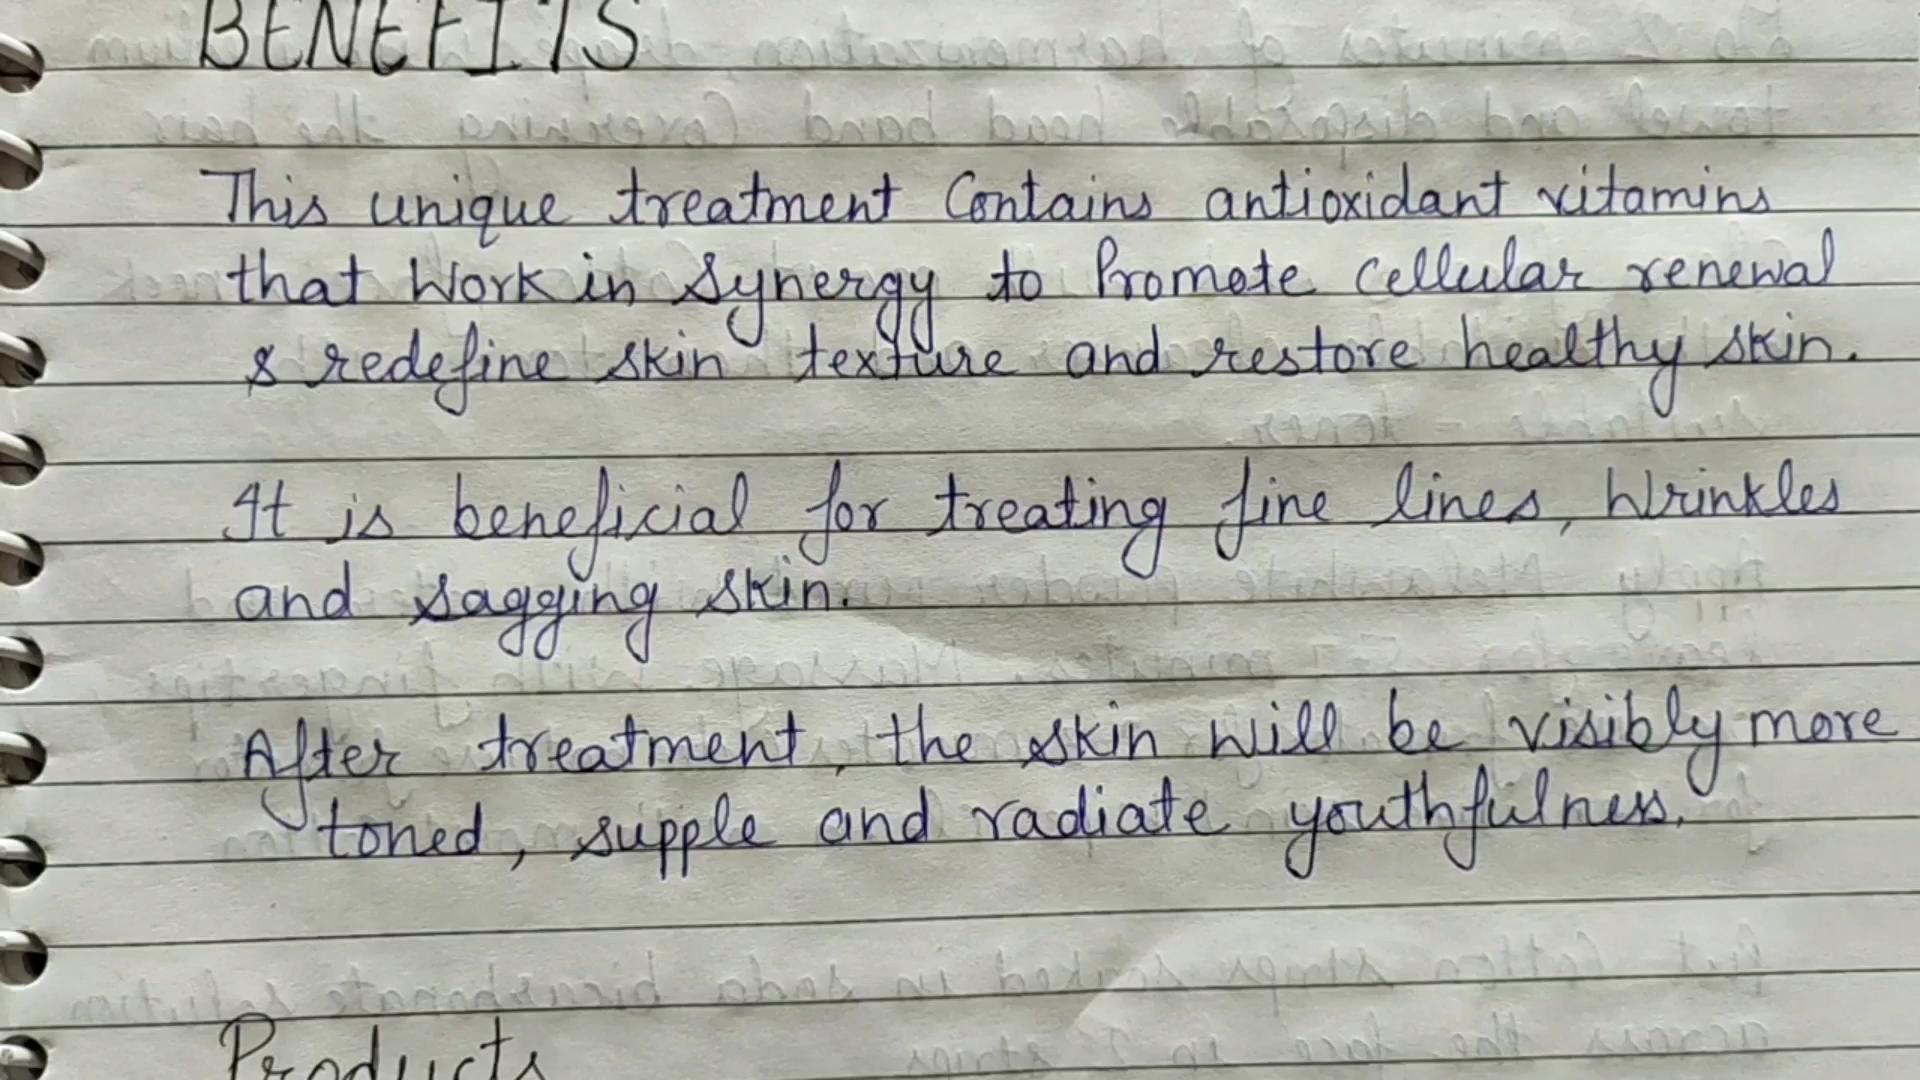 BENEFITS
This unique treatment Contains antioxidant vitamins
that Work in Synergy to Promote Cellular renewal
& redefine skin texture and restore healthy skin.
It is beneficial for treating fine lines, Wrinkles
and sagging skin.
After treatment, the skin will be visibly more
toned, supple and radiate youthfulness.
Products